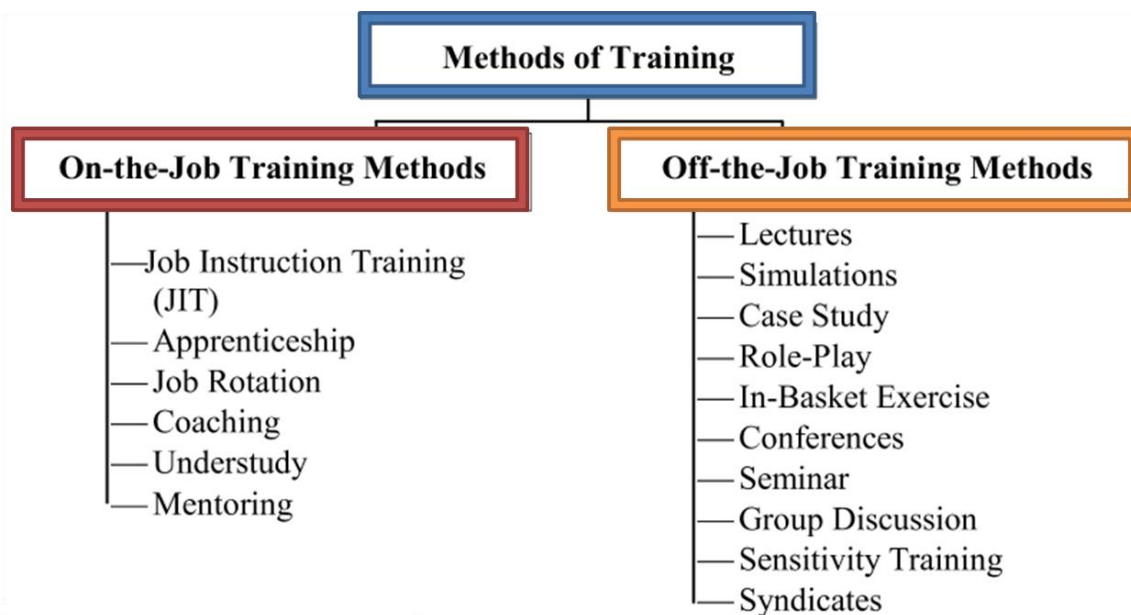 Methods of Training
On-the-Job Training Methods
Job Instruction Training
(JIT)
Apprenticeship
Job Rotation
Coaching
Understudy
Mentoring
Off-the-Job Training Methods
Lectures
Simulations
Case Study
Role-Play
In-Basket Exercise
Conferences
Seminar
Group Discussion
Sensitivity Training
Syndicates